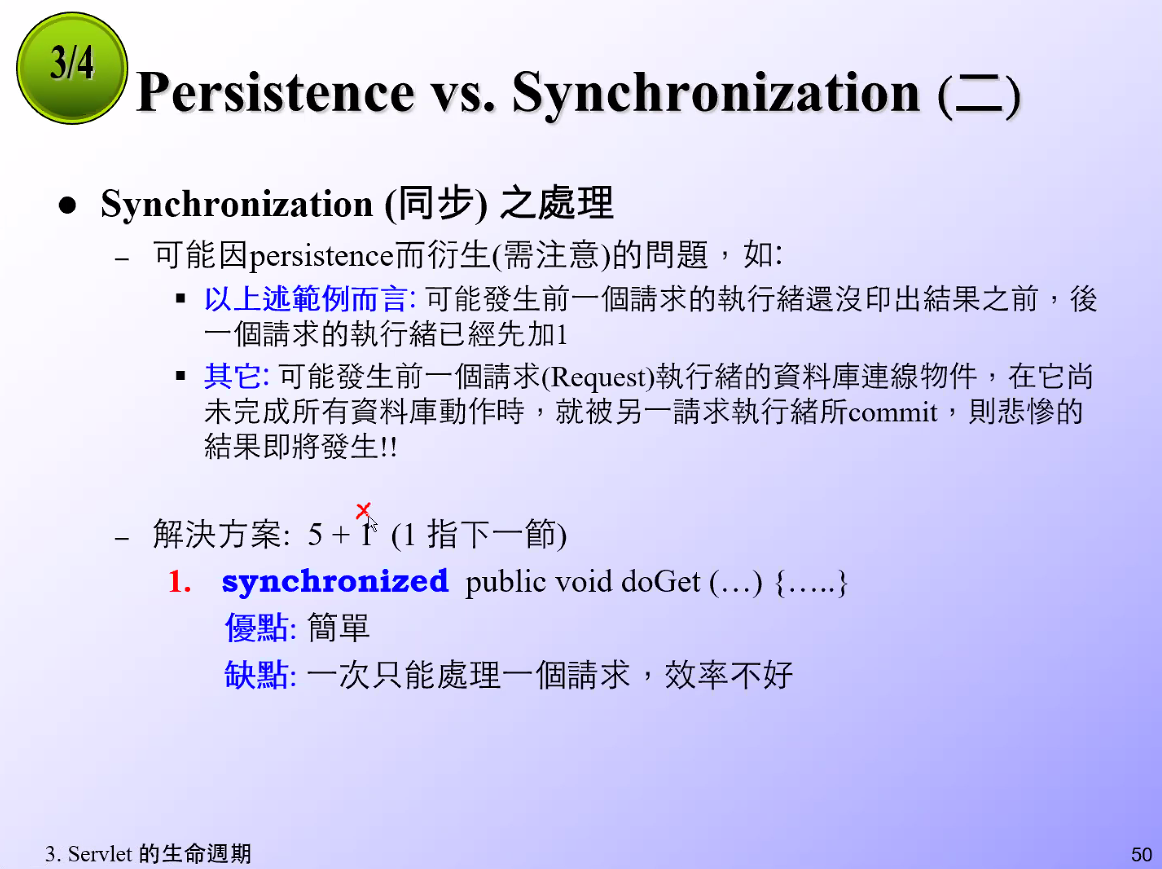 3/4
Persistence vs. Synchronization (二)
● Synchronization (同步) 之處理
– 可能因persistence而衍生(需注意)的問題，如:
▪ 以上述範例而言: 可能發生前一個請求的執行緒還沒印出結果之前，後
一個請求的執行緒已經先加1
▪ 其它: 可能發生前一個請求(Request)執行緒的資料庫連線物件，在它尚
未完成所有資料庫動作時，就被另一請求執行緒所commit，則悲慘的
結果即將發生!!
– 解決方案: 5 + 1 (1 指下一節)
1. synchronized public void doGet (…) {…..}
優點: 簡單
缺點: 一次只能處理一個請求，效率不好
3. Servlet 的生命週期
50